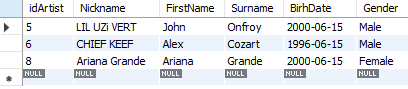 idArtist Nickname FirstName Surname BirhDate Gender
5 LIL UZi VERT John Onfroy 2000-06-15 Male
6 CHIEF KEEF Alex Cozart 1996-06-15 Male
8 Ariana Grande Ariana Grande 2000-06-15 Female
NULL NULL NULL NULL NULL NULL